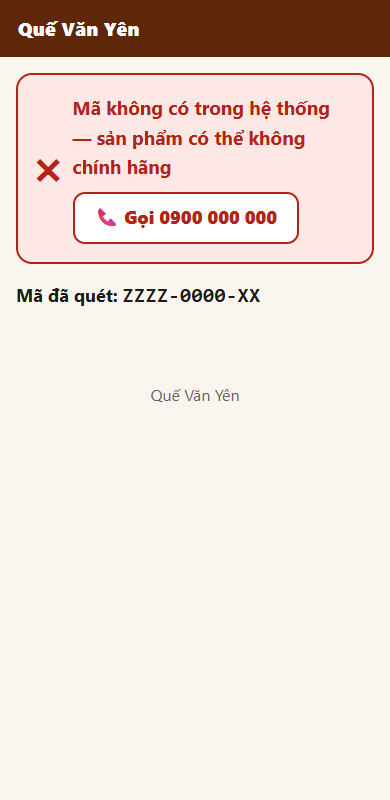 Quế Văn Yên
Mã không có trong hệ thống
— sản phẩm có thể không
chính hãng
Gọi 0900 000 000
Mã đã quét: ZZZZ-0000-XX
Quế Văn Yên